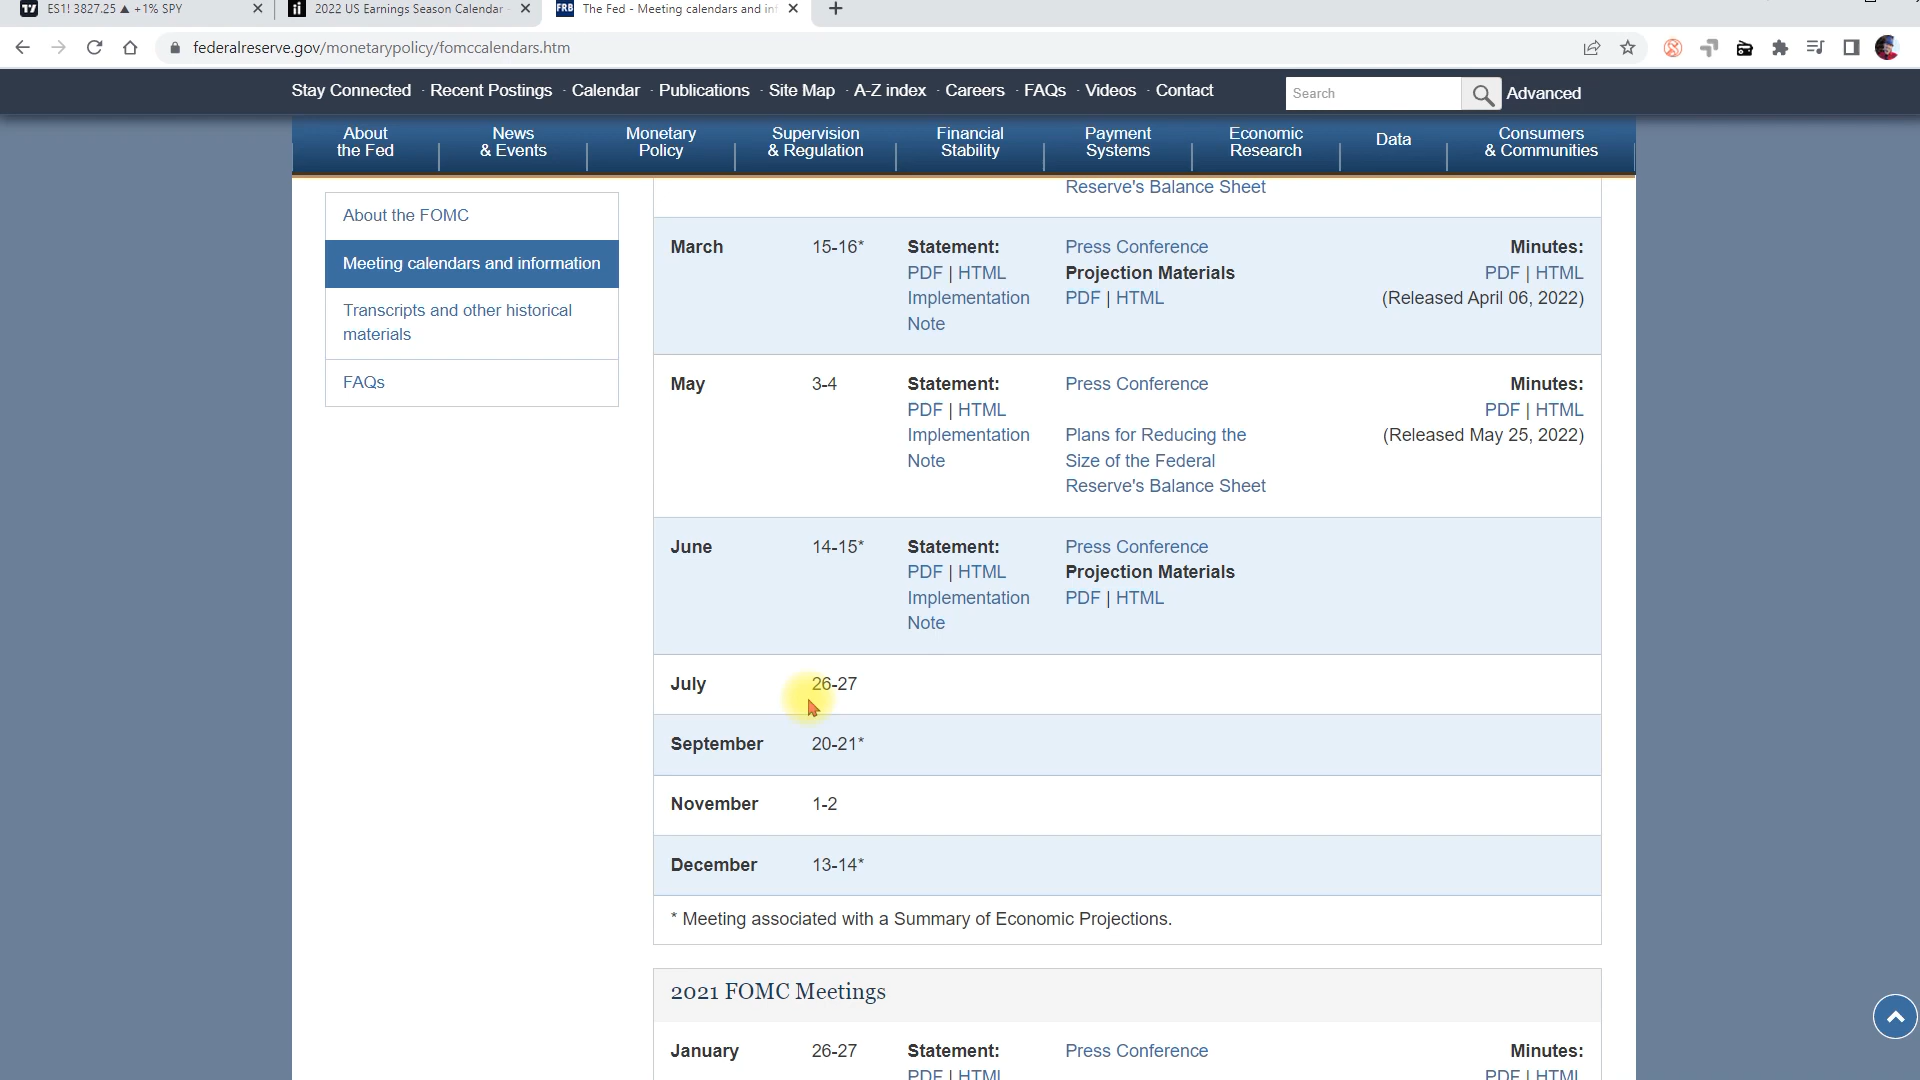 ES1! 3827.25 ▲ +1% SPY
2022 US Earnings Season Calendar
The Fed - Meeting calendars and inf
federalreserve.gov/monetarypolicy/fomccalendars.htm
Stay Connected · Recent Postings · Calendar · Publications · Site Map · A-Z index · Careers · FAQs · Videos · Contact
Search
Advanced
About
the Fed
News
& Events
Monetary
Policy
Supervision
& Regulation
Financial
Stability
Payment
Systems
Economic
Research
Data
Consumers
& Communities
About the FOMC
Meeting calendars and information
Transcripts and other historical
materials
FAQs
Reserve's Balance Sheet
March 15-16* Statement: Press Conference Minutes:
PDF | HTML Projection Materials PDF | HTML
Implementation PDF | HTML (Released April 06, 2022)
Note
May 3-4 Statement: Press Conference Minutes:
PDF | HTML PDF | HTML
Implementation Plans for Reducing the (Released May 25, 2022)
Note Size of the Federal
Reserve's Balance Sheet
June 14-15* Statement: Press Conference
PDF | HTML Projection Materials
Implementation PDF | HTML
Note
July 26-27
September 20-21*
November 1-2
December 13-14*
* Meeting associated with a Summary of Economic Projections.
2021 FOMC Meetings
January 26-27 Statement: Press Conference Minutes:
PDF | HTML PDF | HTML